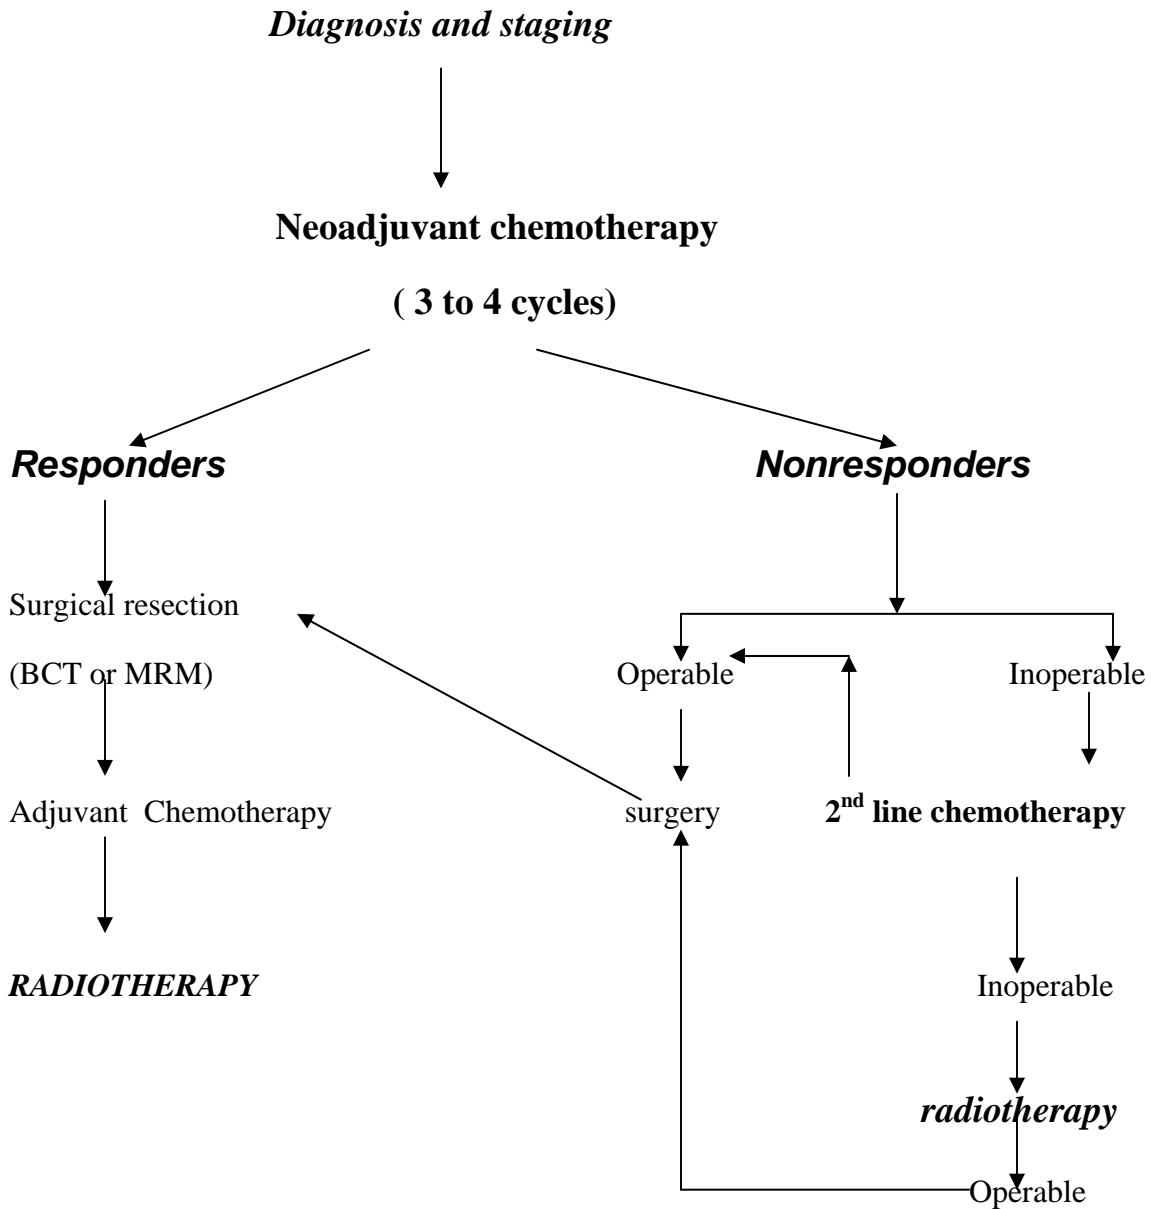 Diagnosis and staging
Neoadjuvant chemotherapy
( 3 to 4 cycles)
Responders
Nonresponders
Surgical resection
(BCT or MRM)
Operable
Inoperable
Adjuvant Chemotherapy
surgery
2nd line chemotherapy
RADIOTHERAPY
Inoperable
radiotherapy
Operable